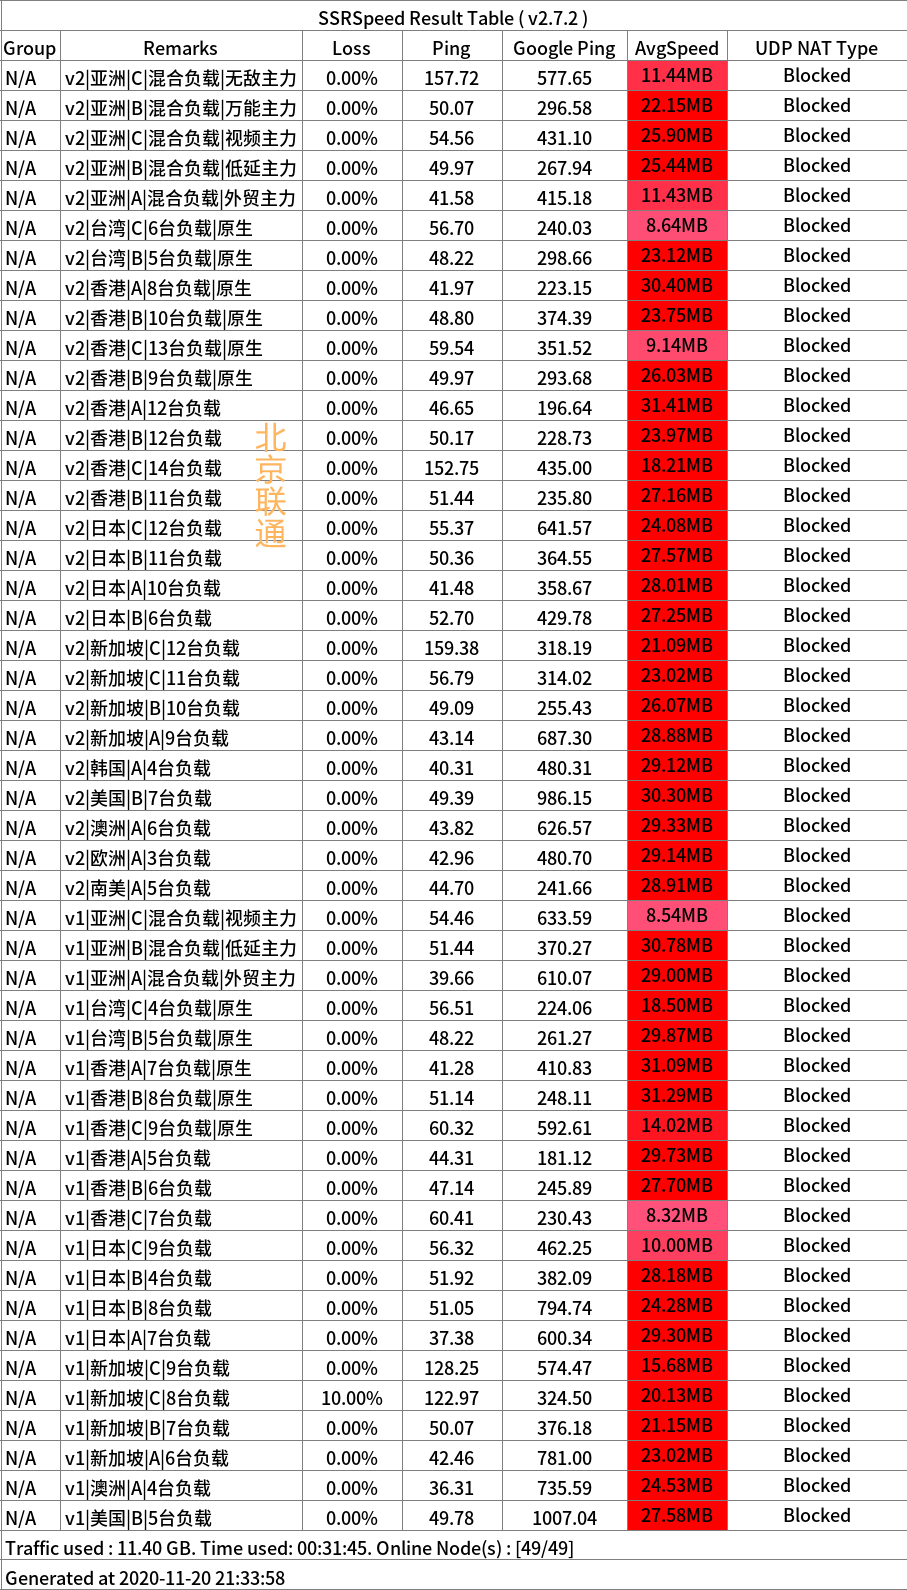 SSRSpeed Result Table ( v2.7.2 )
Group Remarks Loss Ping Google Ping AvgSpeed UDP NAT Type
N/A v2|亚洲|C|混合负载|无敌主力 0.00% 157.72 577.65 11.44MB Blocked
N/A v2|亚洲|B|混合负载|万能主力 0.00% 50.07 296.58 22.15MB Blocked
N/A v2|亚洲|C|混合负载|视频主力 0.00% 54.56 431.10 25.90MB Blocked
N/A v2|亚洲|B|混合负载|低延主力 0.00% 49.97 267.94 25.44MB Blocked
N/A v2|亚洲|A|混合负载|外贸主力 0.00% 41.58 415.18 11.43MB Blocked
N/A v2|台湾|C|6台负载|原生 0.00% 56.70 240.03 8.64MB Blocked
N/A v2|台湾|B|5台负载|原生 0.00% 48.22 298.66 23.12MB Blocked
N/A v2|香港|A|8台负载|原生 0.00% 41.97 223.15 30.40MB Blocked
N/A v2|香港|B|10台负载|原生 0.00% 48.80 374.39 23.75MB Blocked
N/A v2|香港|C|13台负载|原生 0.00% 59.54 351.52 9.14MB Blocked
N/A v2|香港|B|9台负载|原生 0.00% 49.97 293.68 26.03MB Blocked
N/A v2|香港|A|12台负载 0.00% 46.65 196.64 31.41MB Blocked
N/A v2|香港|B|12台负载 0.00% 50.17 228.73 23.97MB Blocked
N/A v2|香港|C|14台负载 0.00% 152.75 435.00 18.21MB Blocked
N/A v2|香港|B|11台负载 0.00% 51.44 235.80 27.16MB Blocked
N/A v2|日本|C|12台负载 0.00% 55.37 641.57 24.08MB Blocked
北京联通
N/A v2|日本|B|11台负载 0.00% 50.36 364.55 27.57MB Blocked
N/A v2|日本|A|10台负载 0.00% 41.48 358.67 28.01MB Blocked
N/A v2|日本|B|6台负载 0.00% 52.70 429.78 27.25MB Blocked
N/A v2|新加坡|C|12台负载 0.00% 159.38 318.19 21.09MB Blocked
N/A v2|新加坡|C|11台负载 0.00% 56.79 314.02 23.02MB Blocked
N/A v2|新加坡|B|10台负载 0.00% 49.09 255.43 26.07MB Blocked
N/A v2|新加坡|A|9台负载 0.00% 43.14 687.30 28.88MB Blocked
N/A v2|韩国|A|4台负载 0.00% 40.31 480.31 29.12MB Blocked
N/A v2|美国|B|7台负载 0.00% 49.39 986.15 30.30MB Blocked
N/A v2|澳洲|A|6台负载 0.00% 43.82 626.57 29.33MB Blocked
N/A v2|欧洲|A|3台负载 0.00% 42.96 480.70 29.14MB Blocked
N/A v2|南美|A|5台负载 0.00% 44.70 241.66 28.91MB Blocked
N/A v1|亚洲|C|混合负载|视频主力 0.00% 54.46 633.59 8.54MB Blocked
N/A v1|亚洲|B|混合负载|低延主力 0.00% 51.44 370.27 30.78MB Blocked
N/A v1|亚洲|A|混合负载|外贸主力 0.00% 39.66 610.07 29.00MB Blocked
N/A v1|台湾|C|4台负载|原生 0.00% 56.51 224.06 18.50MB Blocked
N/A v1|台湾|B|5台负载|原生 0.00% 48.22 261.27 29.87MB Blocked
N/A v1|香港|A|7台负载|原生 0.00% 41.28 410.83 31.09MB Blocked
N/A v1|香港|B|8台负载|原生 0.00% 51.14 248.11 31.29MB Blocked
N/A v1|香港|C|9台负载|原生 0.00% 60.32 592.61 14.02MB Blocked
N/A v1|香港|A|5台负载 0.00% 44.31 181.12 29.73MB Blocked
N/A v1|香港|B|6台负载 0.00% 47.14 245.89 27.70MB Blocked
N/A v1|香港|C|7台负载 0.00% 60.41 230.43 8.32MB Blocked
N/A v1|日本|C|9台负载 0.00% 56.32 462.25 10.00MB Blocked
N/A v1|日本|B|4台负载 0.00% 51.92 382.09 28.18MB Blocked
N/A v1|日本|B|8台负载 0.00% 51.05 794.74 24.28MB Blocked
N/A v1|日本|A|7台负载 0.00% 37.38 600.34 29.30MB Blocked
N/A v1|新加坡|C|9台负载 0.00% 128.25 574.47 15.68MB Blocked
N/A v1|新加坡|C|8台负载 10.00% 122.97 324.50 20.13MB Blocked
N/A v1|新加坡|B|7台负载 0.00% 50.07 376.18 21.15MB Blocked
N/A v1|新加坡|A|6台负载 0.00% 42.46 781.00 23.02MB Blocked
N/A v1|澳洲|A|4台负载 0.00% 36.31 735.59 24.53MB Blocked
N/A v1|美国|B|5台负载 0.00% 49.78 1007.04 27.58MB Blocked
Traffic used : 11.40 GB. Time used: 00:31:45. Online Node(s) : [49/49]
Generated at 2020-11-20 21:33:58